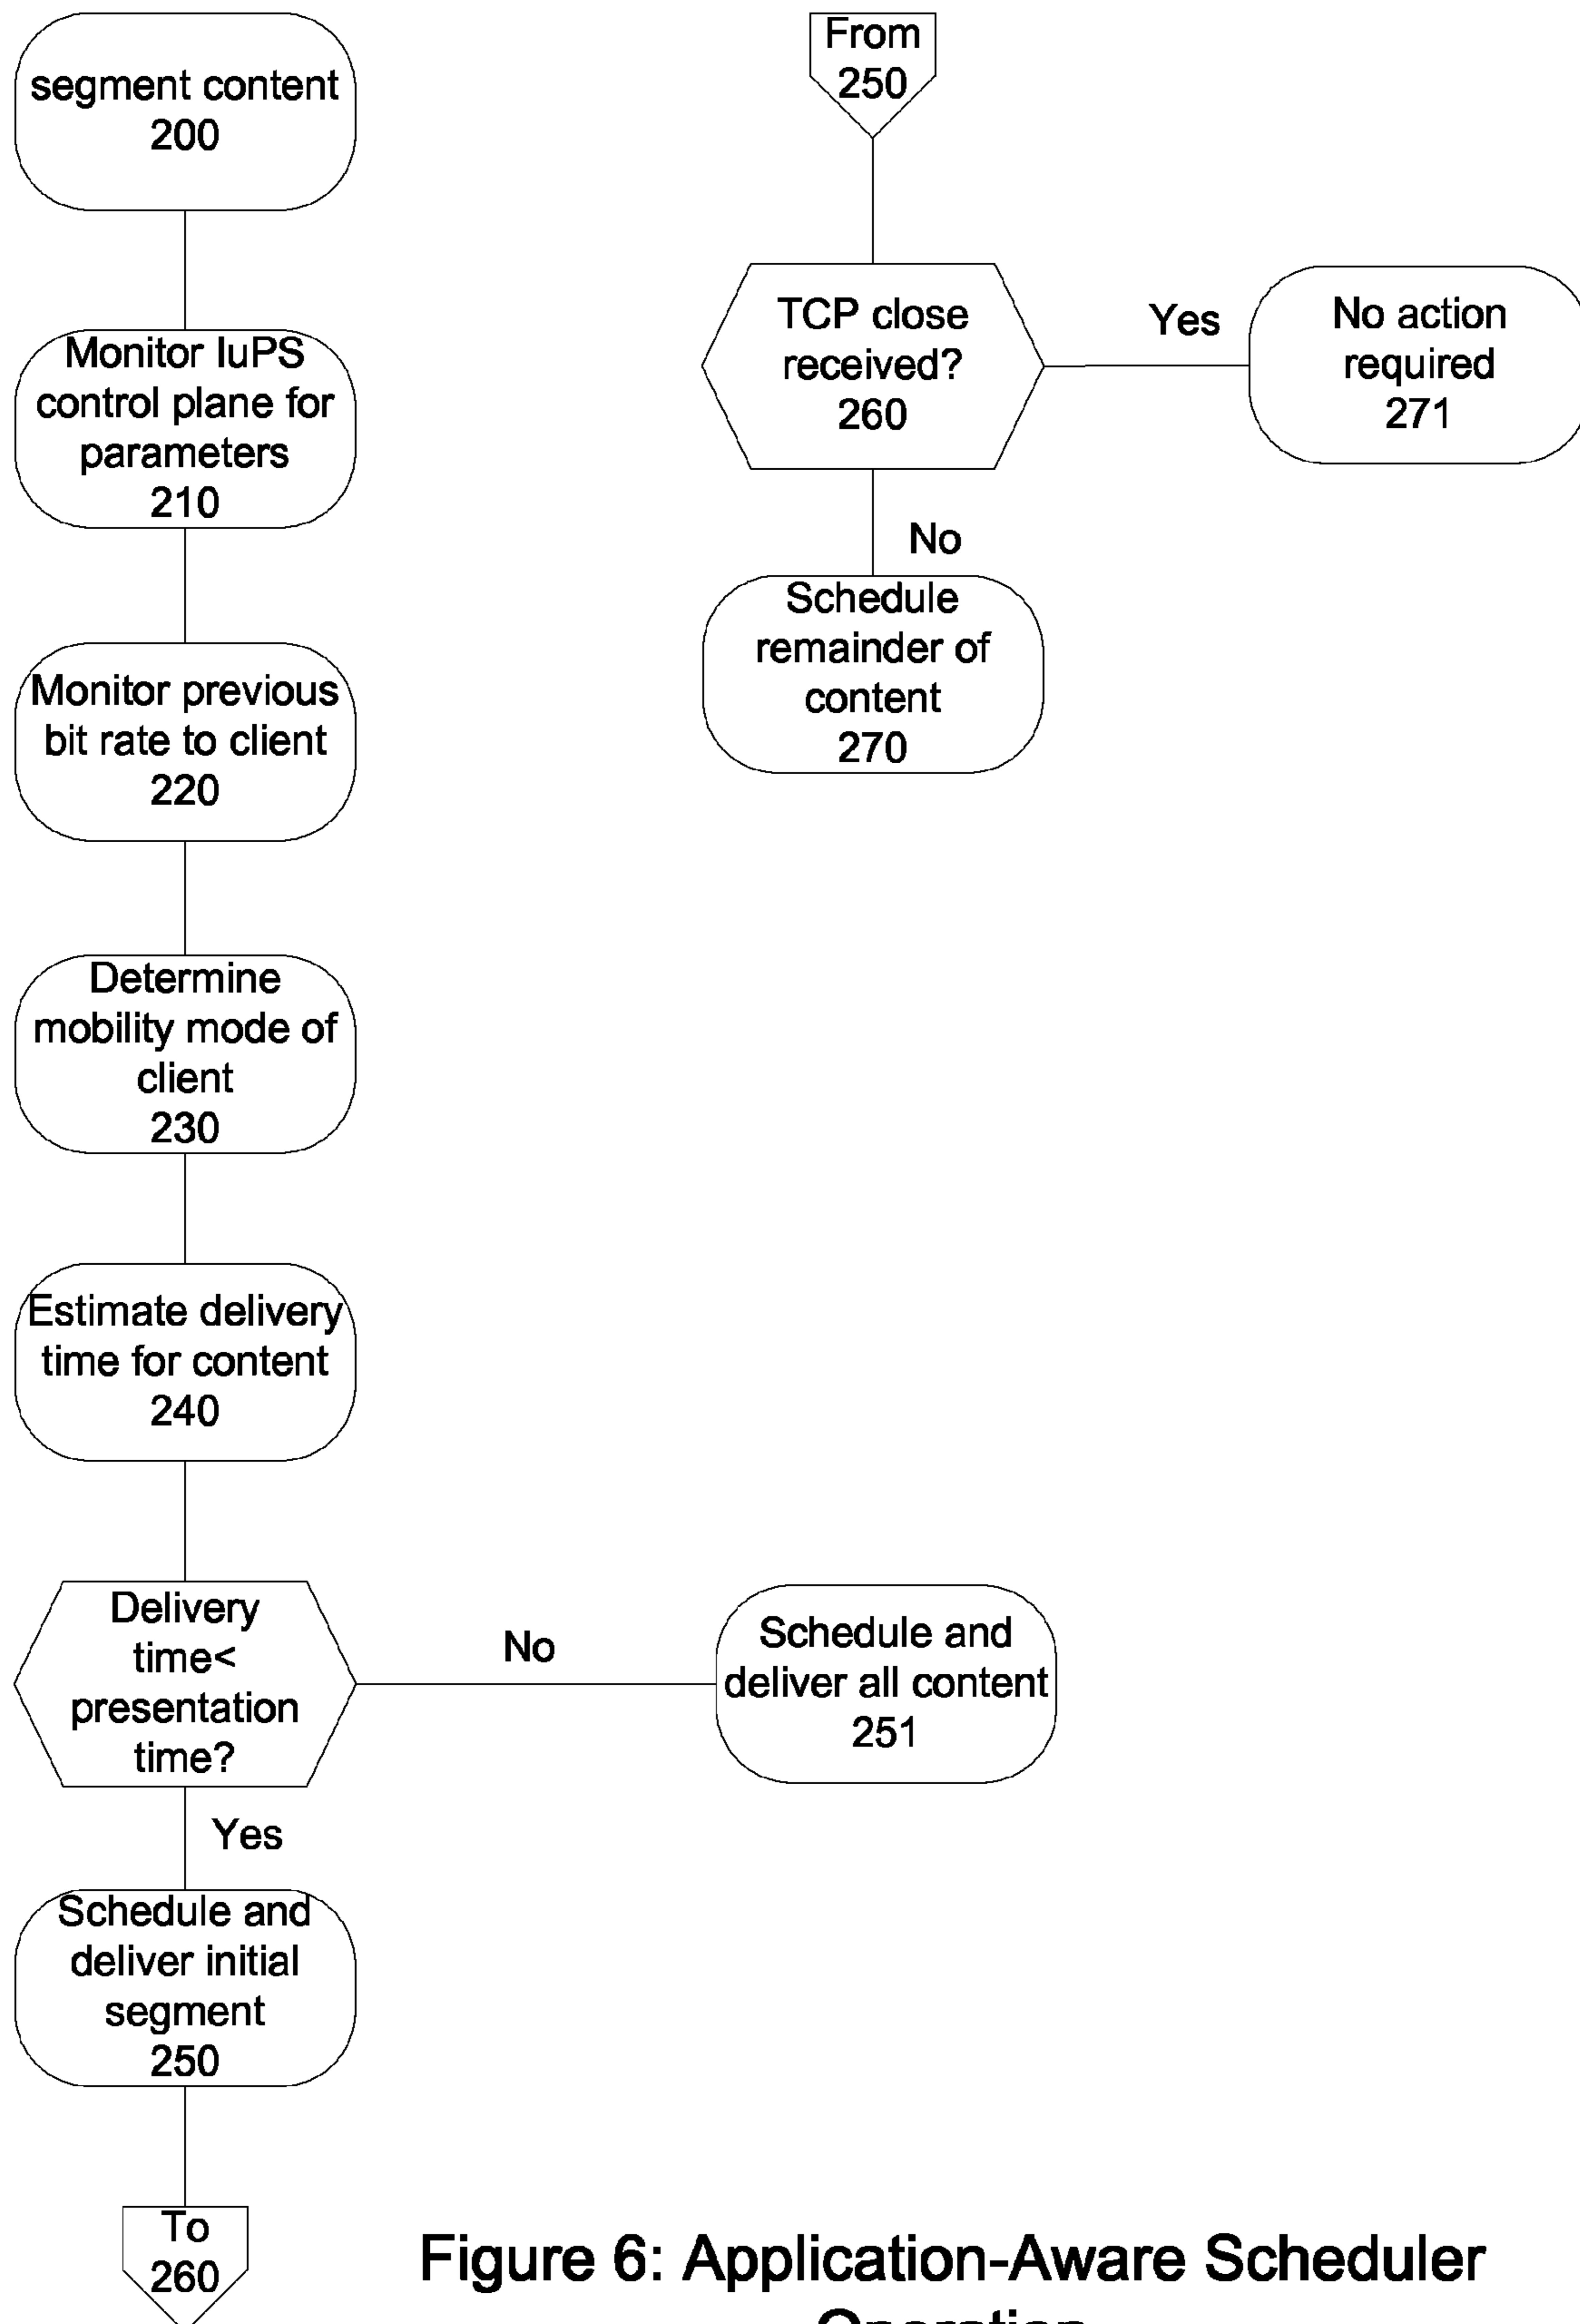 segment content
200
Monitor IuPS
control plane for
parameters
210
Monitor previous
bit rate to client
220
Determine
mobility mode of
client
230
Estimate delivery
time for content
240
Delivery
time<
presentation
time?
No
Schedule and
deliver all content
251
Yes
Schedule and
deliver initial
segment
250
To
260
From
250
TCP close
received?
260
Yes
No action
required
271
No
Schedule
remainder of
content
270
Figure 6: Application-Aware Scheduler
Operation